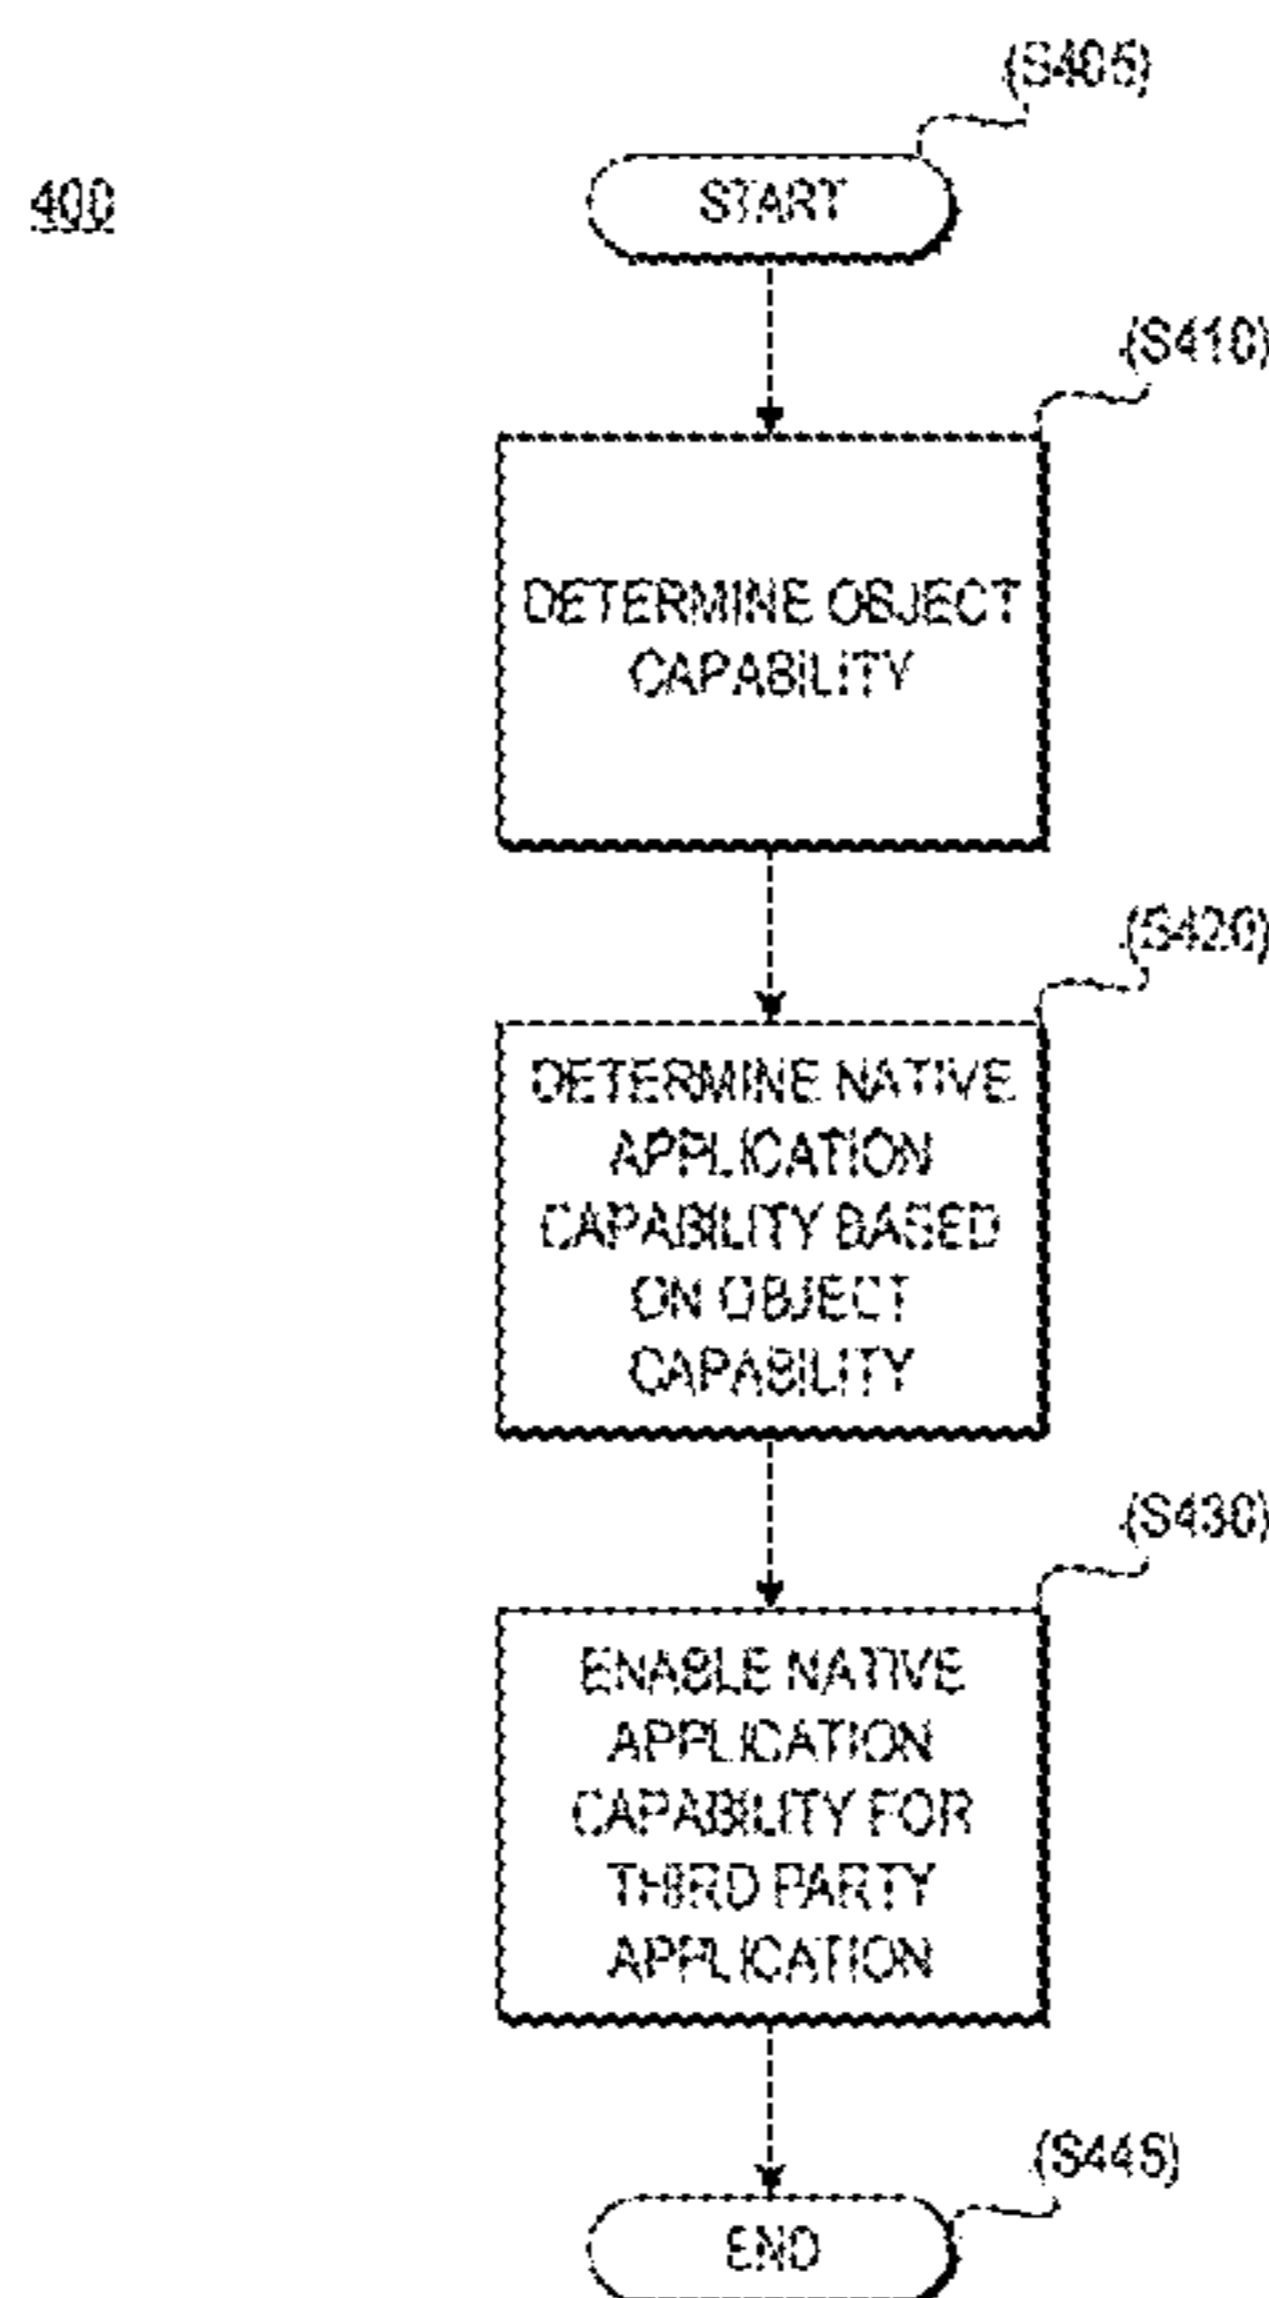 (S405)
400
START
(S410)
DETERMINE OBJECT
CAPABILITY
(S420)
DETERMINE NATIVE
APPLICATION
CAPABILITY BASED
ON OBJECT
CAPABILITY
(S430)
ENABLE NATIVE
APPLICATION
CAPABILITY FOR
THIRD PARTY
APPLICATION
(S445)
END